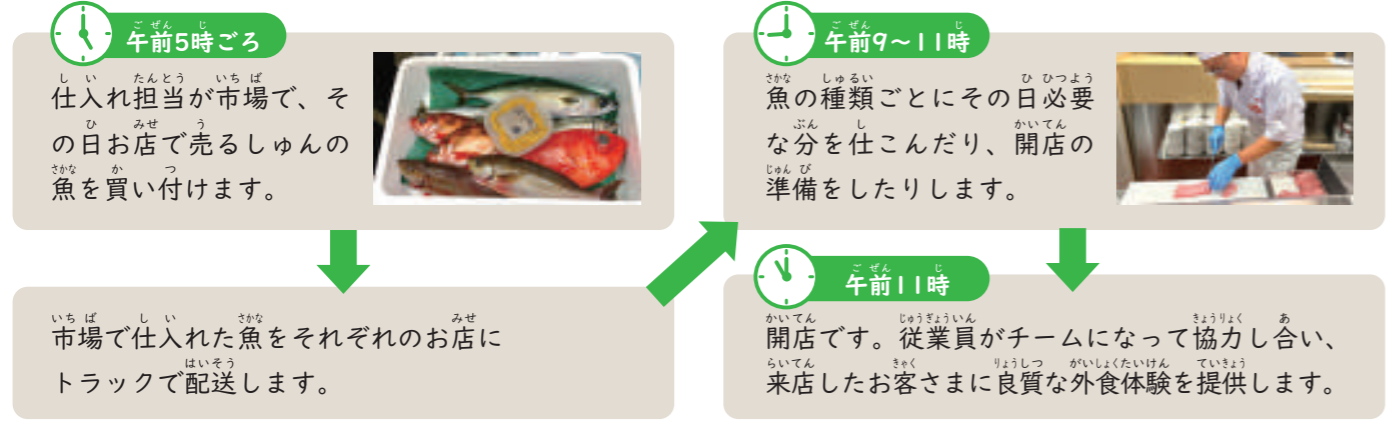 午前5時ごろ
仕入れ担当が市場で、そ
の日お店で売るしゅんの
魚を買い付けます。
市場で仕入れた魚をそれぞれのお店に
トラックで配送します。
午前9～11時
魚の種類ごとにその日必要
な分を仕こんだり、開店の
準備をしたりします。
午前11時
開店です。従業員がチームになって協力し合い、
来店したお客さまに良質な外食体験を提供します。